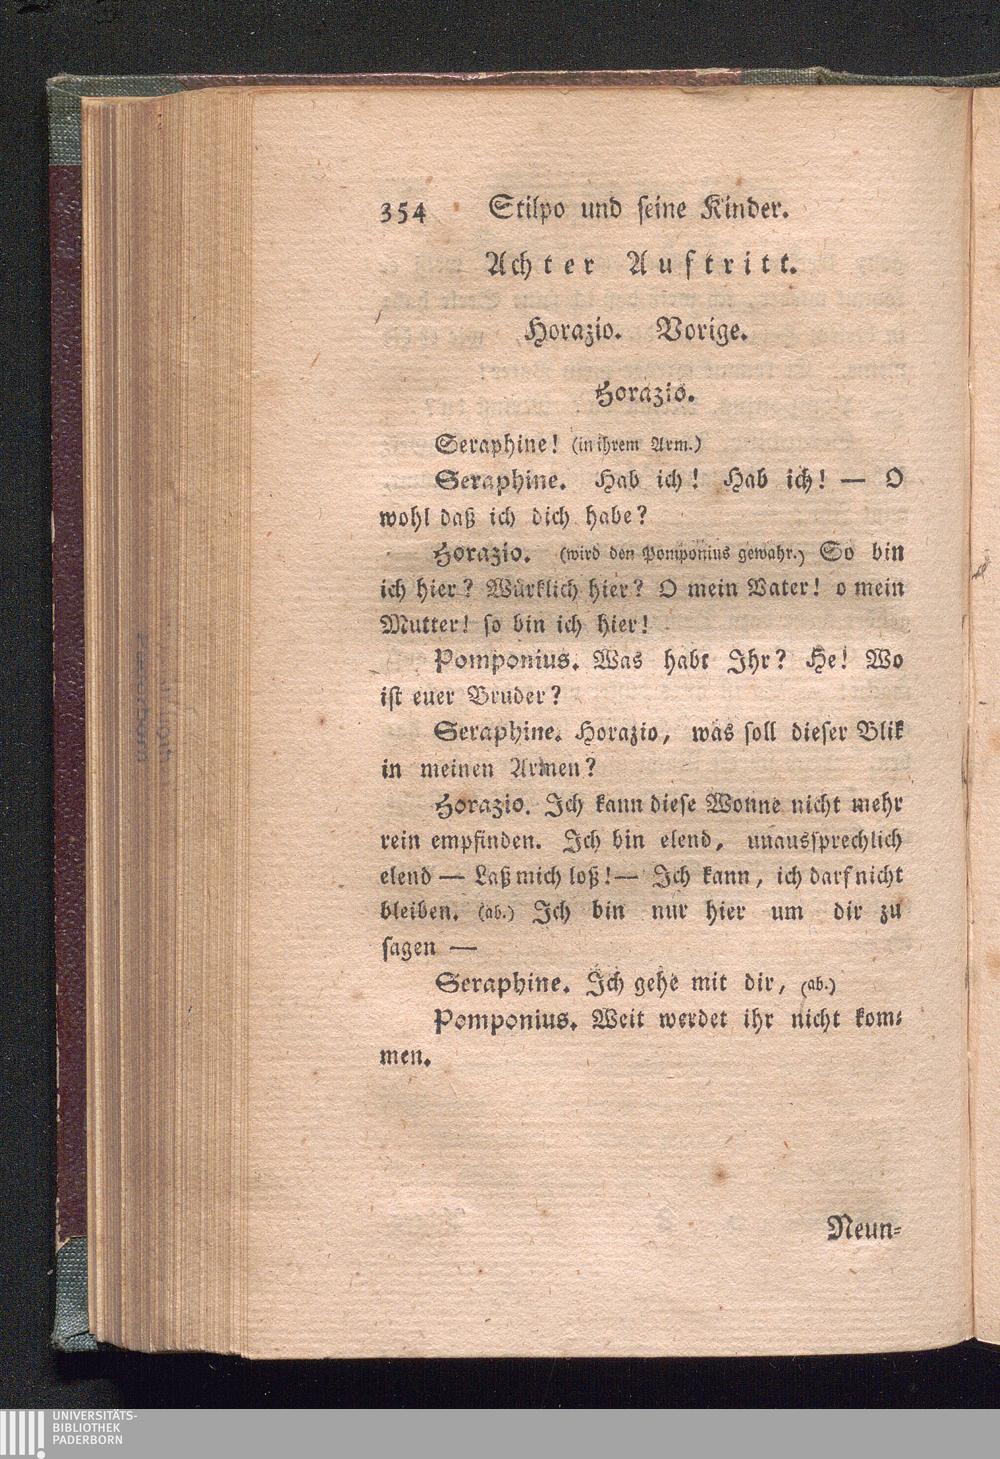 354 Stilpo und seine Kinder.
Achter Auftritt.
Horazio. Vorige.
Horazio.
Seraphine! (in ihrem Arm.)
Seraphine. Hab ich! Hab ich! — O
wohl daß ich dich habe?
Horazio. (wird den Pomponius gewahr.) So bin
ich hier? Würklich hier? O mein Vater! o mein
Mutter! so bin ich hier!
Pomponius. Was habt Ihr? He! Wo
ist euer Bruder?
Seraphine. Horazio, was soll dieser Blik
in meinen Armen?
Horazio. Ich kann diese Wonne nicht mehr
rein empfinden. Ich bin elend, unaussprechlich
elend — Laß mich loß! — Ich kann, ich darf nicht
bleiben. (ab.) Ich bin nur hier um dir zu
sagen —
Seraphine. Ich gehe mit dir, (ab.)
Pomponius. Weit werdet ihr nicht kom-
men.
Neun-
UNIVERSITÄTS-
BIBLIOTHEK
PADERBORN